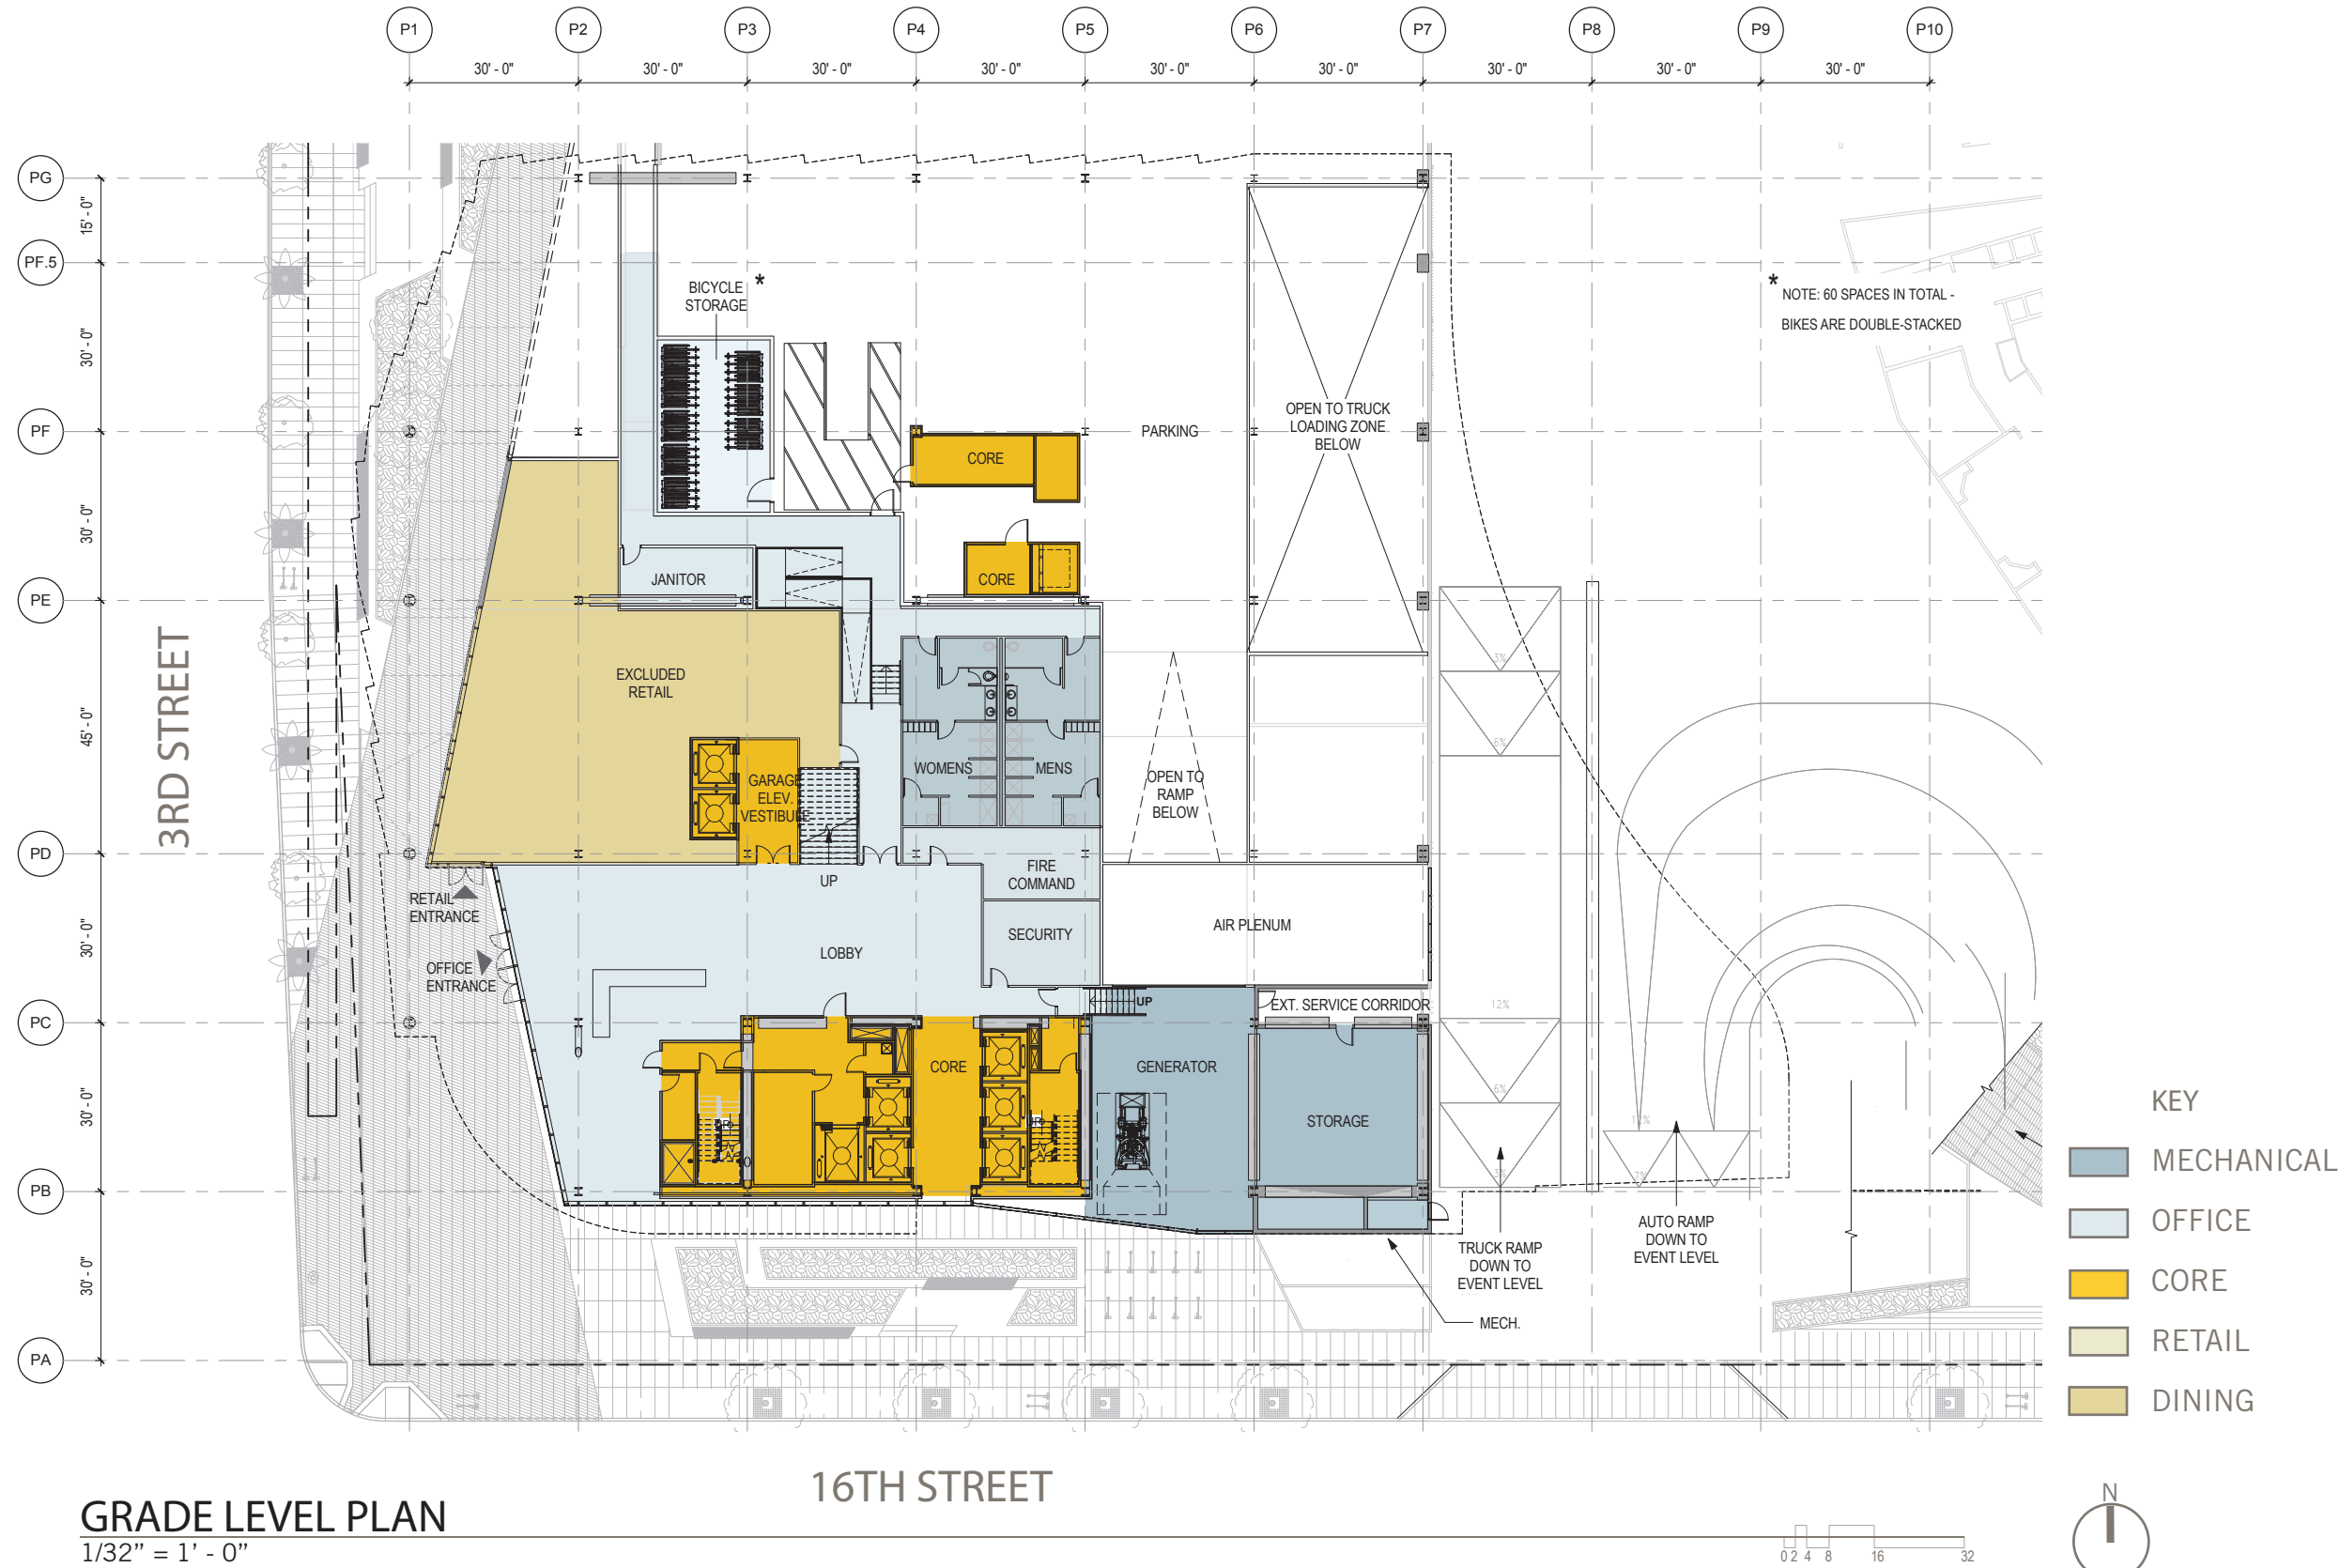 P1 P2 P3 P4 P5 P6 P7 P8 P9 P10
30' - 0" 30' - 0" 30' - 0" 30' - 0" 30' - 0" 30' - 0" 30' - 0" 30' - 0" 30' - 0"
PG
15' - 0"
PF.5
30' - 0"
PF
30' - 0"
PE
45' - 0"
PD
30' - 0"
PC
30' - 0"
PB
30' - 0"
PA
3RD STREET
BICYCLE *
STORAGE
* NOTE: 60 SPACES IN TOTAL -
BIKES ARE DOUBLE-STACKED
OPEN TO TRUCK
LOADING ZONE
BELOW
PARKING
CORE
CORE
JANITOR
EXCLUDED
RETAIL
GARAGE
ELEV.
VESTIBULE
WOMENS
MENS
OPEN TO
RAMP
BELOW
3%
6%
12%
6%
3%
UP
FIRE
COMMAND
RETAIL
ENTRANCE
AIR PLENUM
SECURITY
LOBBY
OFFICE
ENTRANCE
UP
EXT. SERVICE CORRIDOR
CORE
GENERATOR
STORAGE
12%
7%
TRUCK RAMP
DOWN TO
EVENT LEVEL
AUTO RAMP
DOWN TO
EVENT LEVEL
MECH.
KEY
MECHANICAL
OFFICE
CORE
RETAIL
DINING
16TH STREET
GRADE LEVEL PLAN
1/32” = 1’ - 0”
0 2 4 8 16 32
N